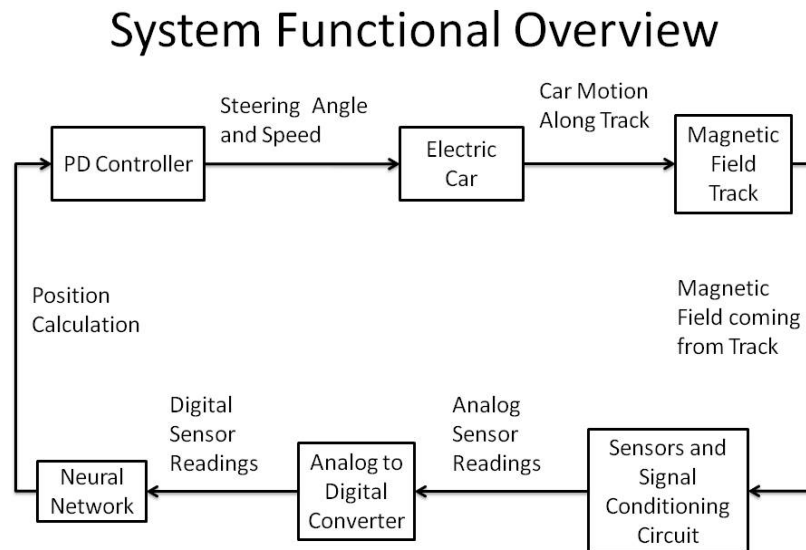 System Functional Overview
Steering Angle
and Speed
Car Motion
Along Track
PD Controller
Electric
Car
Magnetic
Field
Track
Position
Calculation
Magnetic
Field coming
from Track
Digital
Sensor
Readings
Analog
Sensor
Readings
Neural
Network
Analog to
Digital
Converter
Sensors and
Signal
Conditioning
Circuit